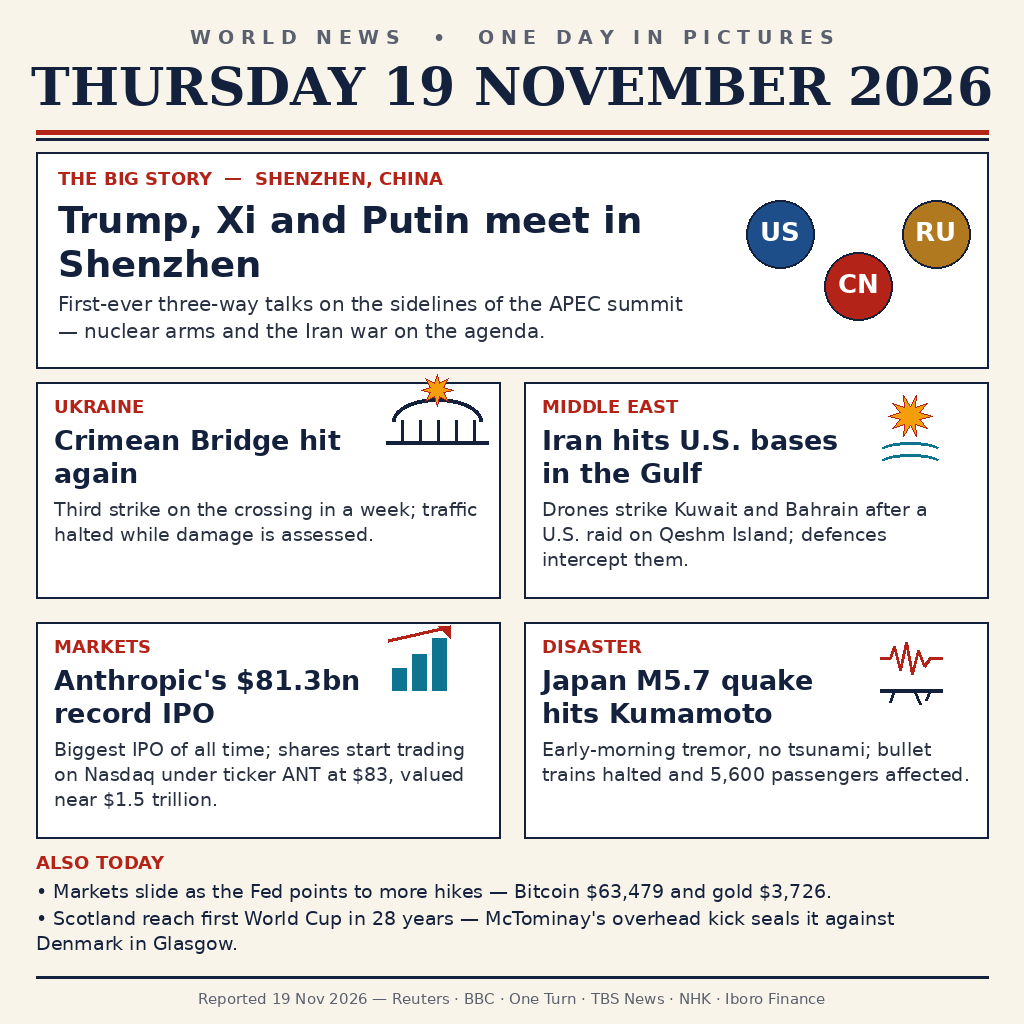 WORLD NEWS • ONE DAY IN PICTURES
THURSDAY 19 NOVEMBER 2026
THE BIG STORY — SHENZHEN, CHINA
Trump, Xi and Putin meet in
Shenzhen
First-ever three-way talks on the sidelines of the APEC summit
— nuclear arms and the Iran war on the agenda.
US
RU
CN
UKRAINE
Crimean Bridge hit
again
Third strike on the crossing in a week; traffic
halted while damage is assessed.
MIDDLE EAST
Iran hits U.S. bases
in the Gulf
Drones strike Kuwait and Bahrain after a
U.S. raid on Qeshm Island; defences
intercept them.
MARKETS
Anthropic's $81.3bn
record IPO
Biggest IPO of all time; shares start trading
on Nasdaq under ticker ANT at $83, valued
near $1.5 trillion.
DISASTER
Japan M5.7 quake
hits Kumamoto
Early-morning tremor, no tsunami; bullet
trains halted and 5,600 passengers affected.
ALSO TODAY
• Markets slide as the Fed points to more hikes — Bitcoin $63,479 and gold $3,726.
• Scotland reach first World Cup in 28 years — McTominay's overhead kick seals it against
Denmark in Glasgow.
Reported 19 Nov 2026 — Reuters · BBC · One Turn · TBS News · NHK · Iboro Finance